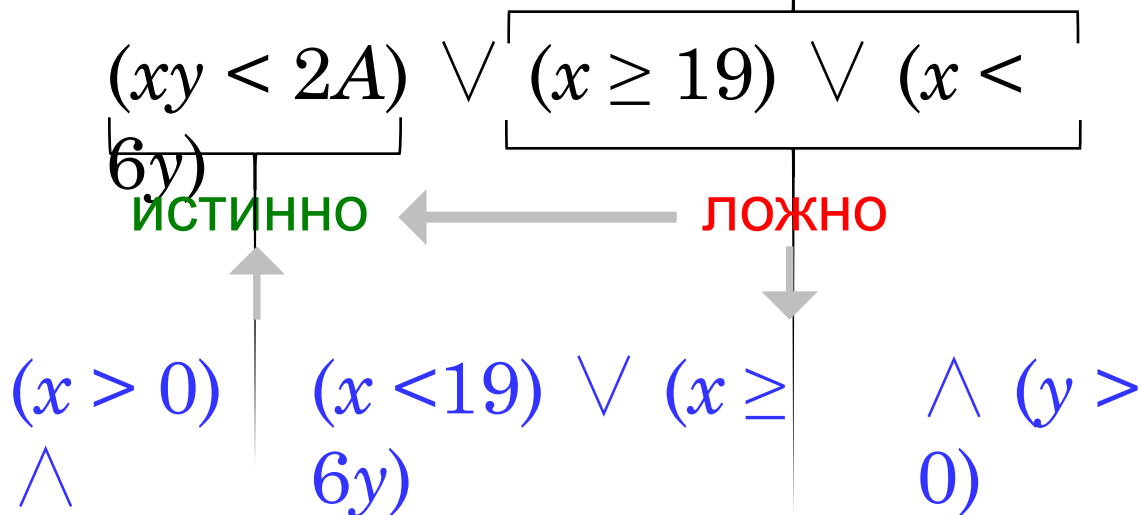 (xy < 2A) ∨ (x ≥ 19) ∨ (x <
6y)
истинно ложно
(x > 0) (x <19) ∨ (x ≥ ∧ (y >
∧ 6y) 0)